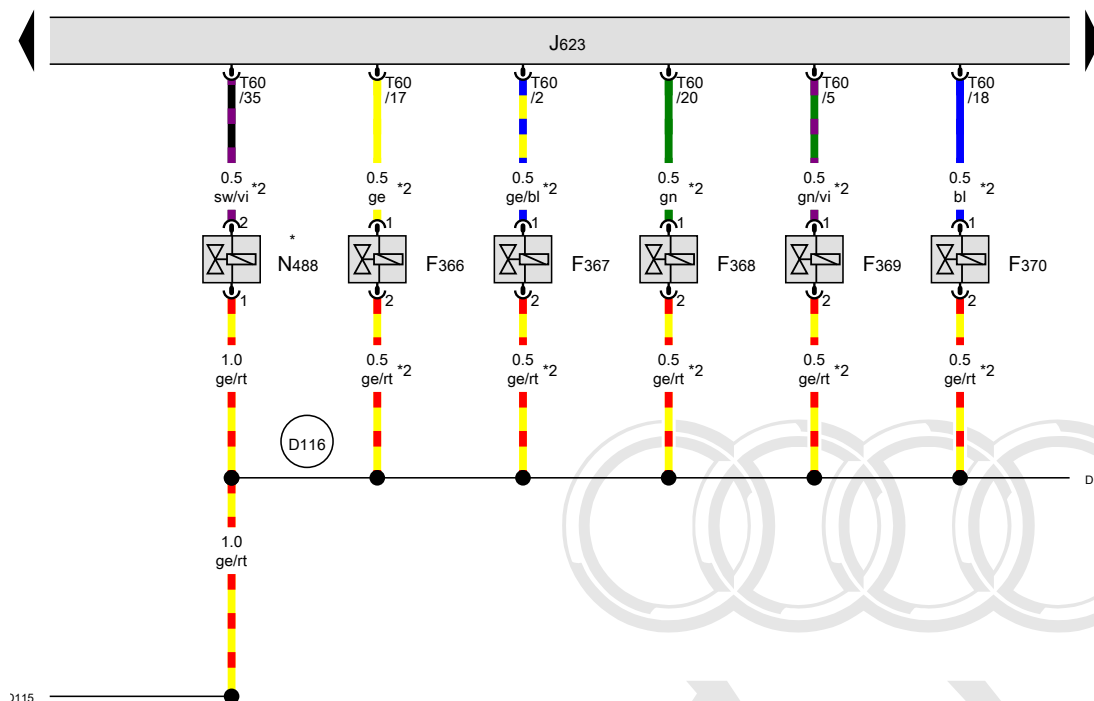 J623
T60 T60 T60 T60 T60 T60
/35 /17 /2 /20 /5 /18
0.5 0.5 0.5 0.5 0.5 0.5
sw/vi *2 ge *2 ge/bl *2 gn *2 gn/vi *2 bl *2
2 1 1 1 1 1
*
N488 F366 F367 F368 F369 F370
1 2 2 2 2 2
1.0 0.5 0.5 0.5 0.5 0.5
ge/rt ge/rt *2 ge/rt *2 ge/rt *2 ge/rt *2 ge/rt *2
D116
D
1.0
ge/rt
D115